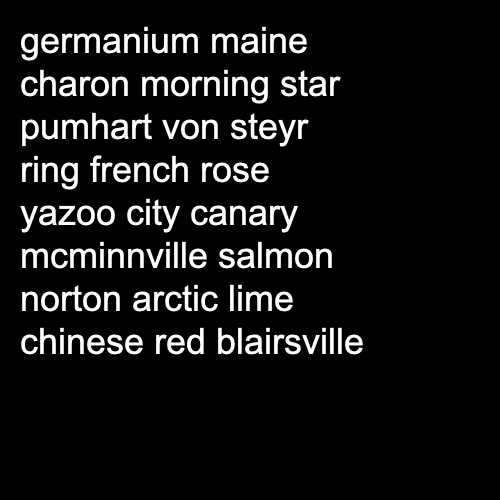 germanium maine
charon morning star
pumhart von steyr
ring french rose
yazoo city canary
mcminnville salmon
norton arctic lime
chinese red blairsville